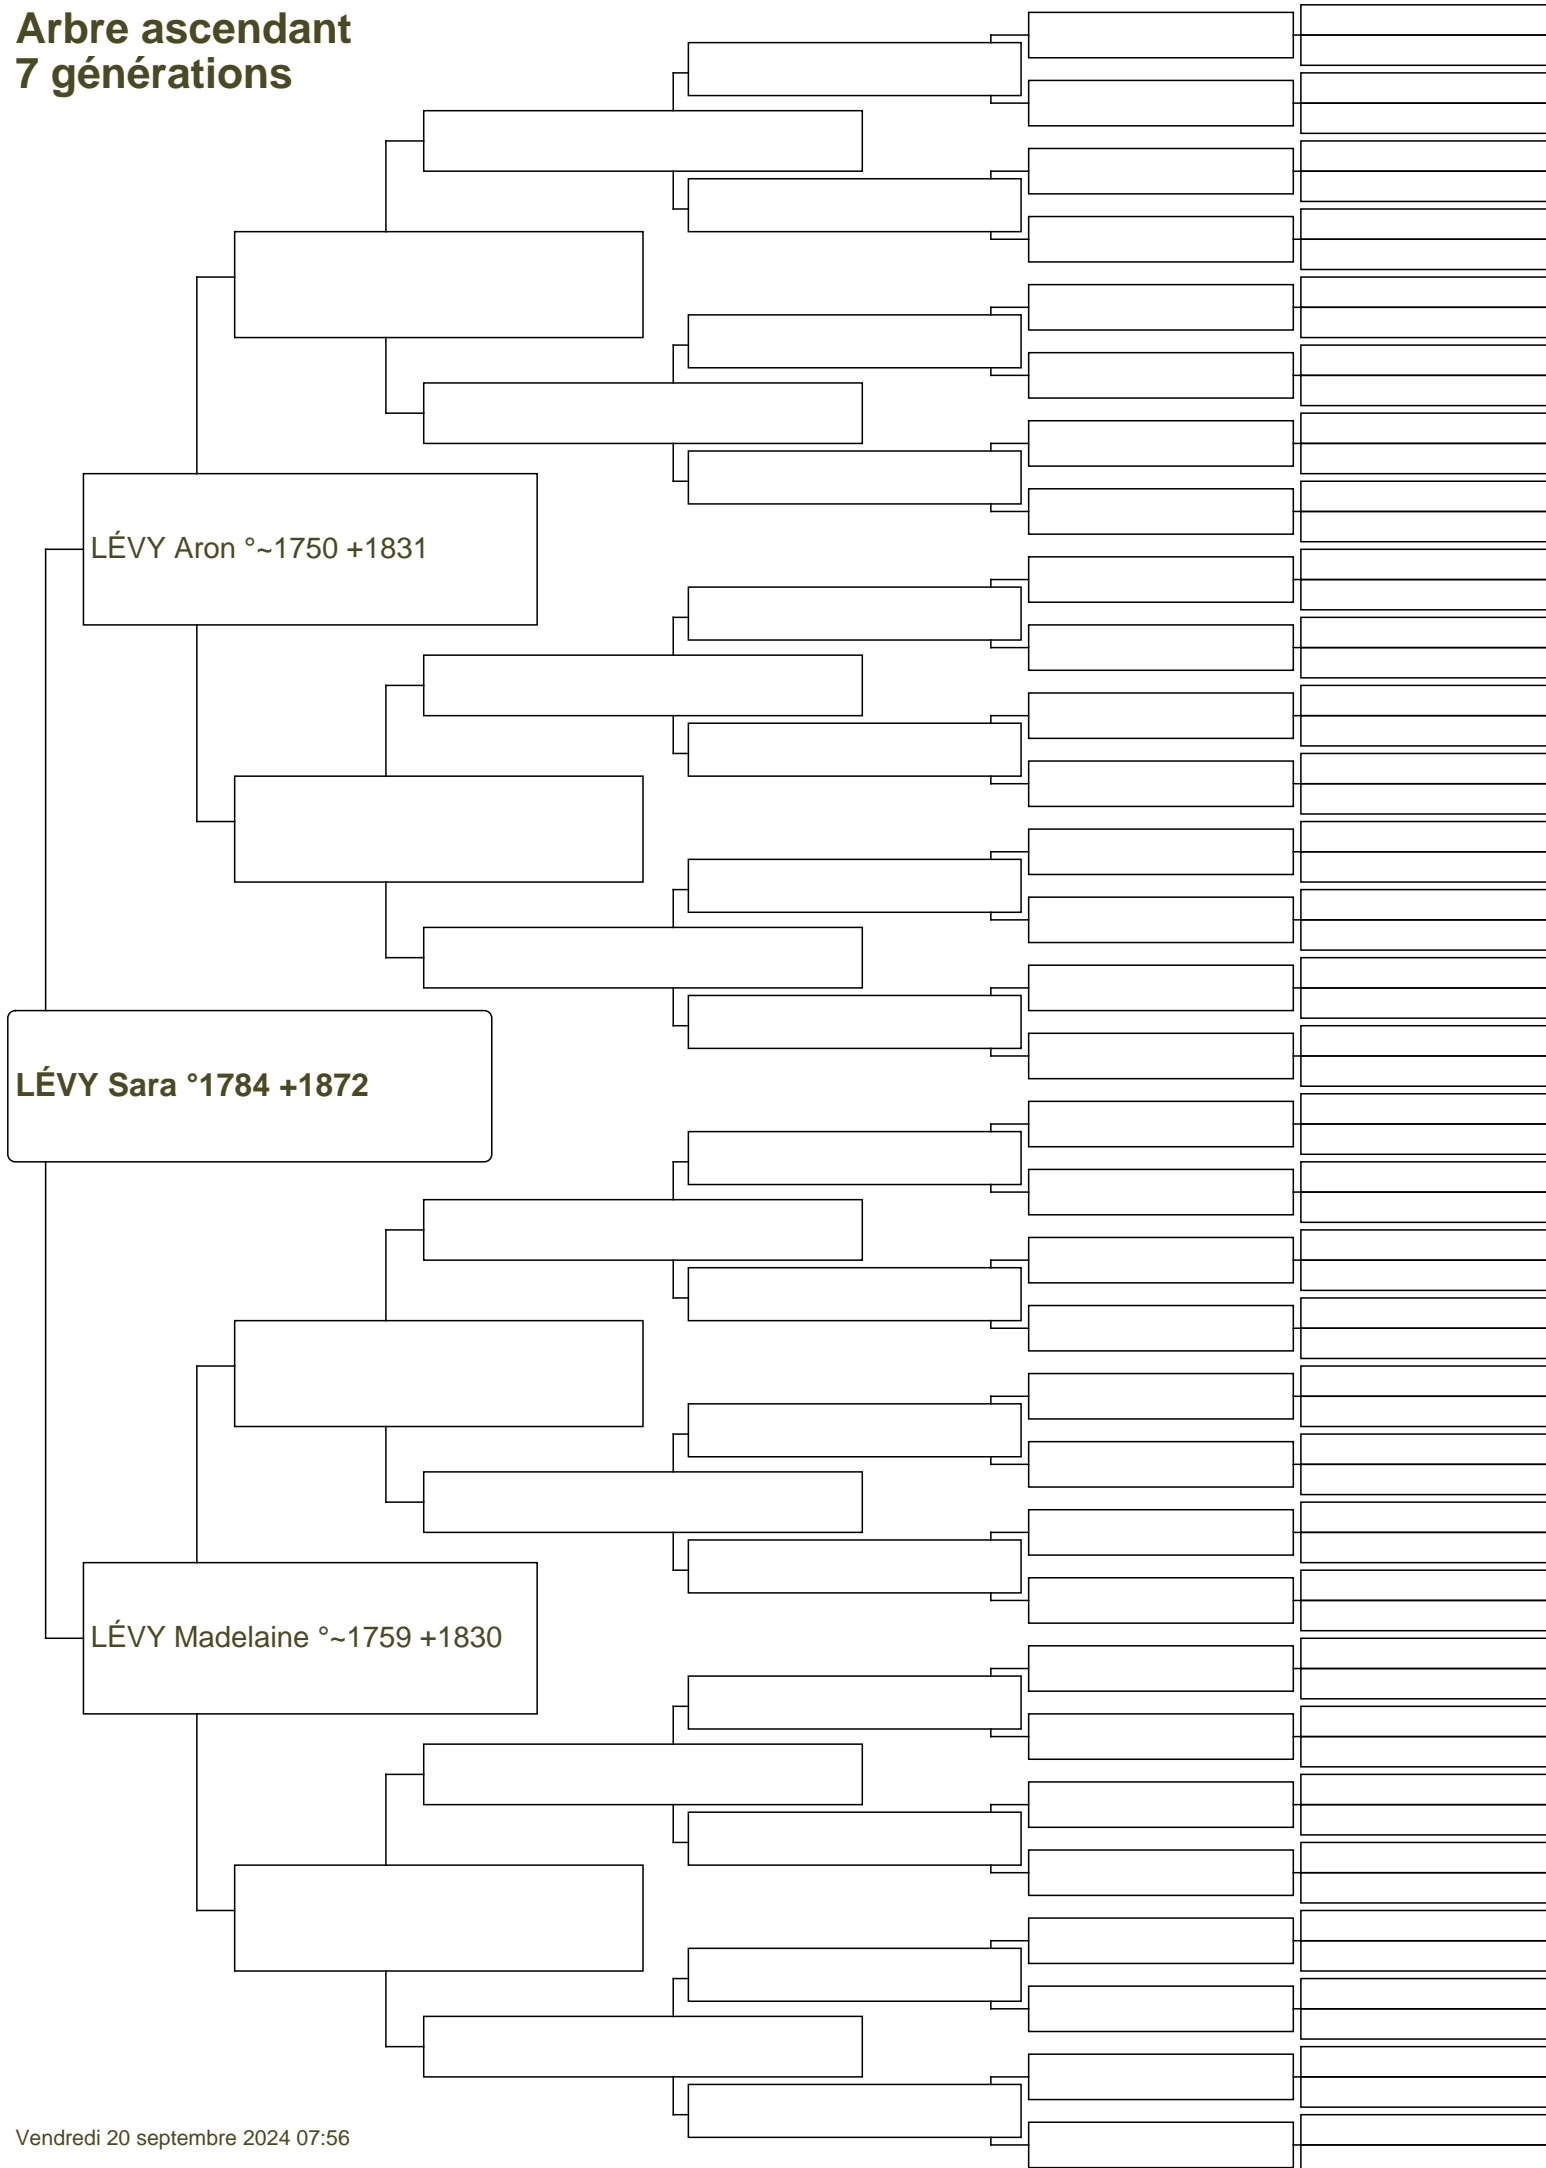 Arbre ascendant
7 générations
LÉVY Aron °~1750 +1831
LÉVY Sara °1784 +1872
LÉVY Madelaine °~1759 +1830
Vendredi 20 septembre 2024 07:56